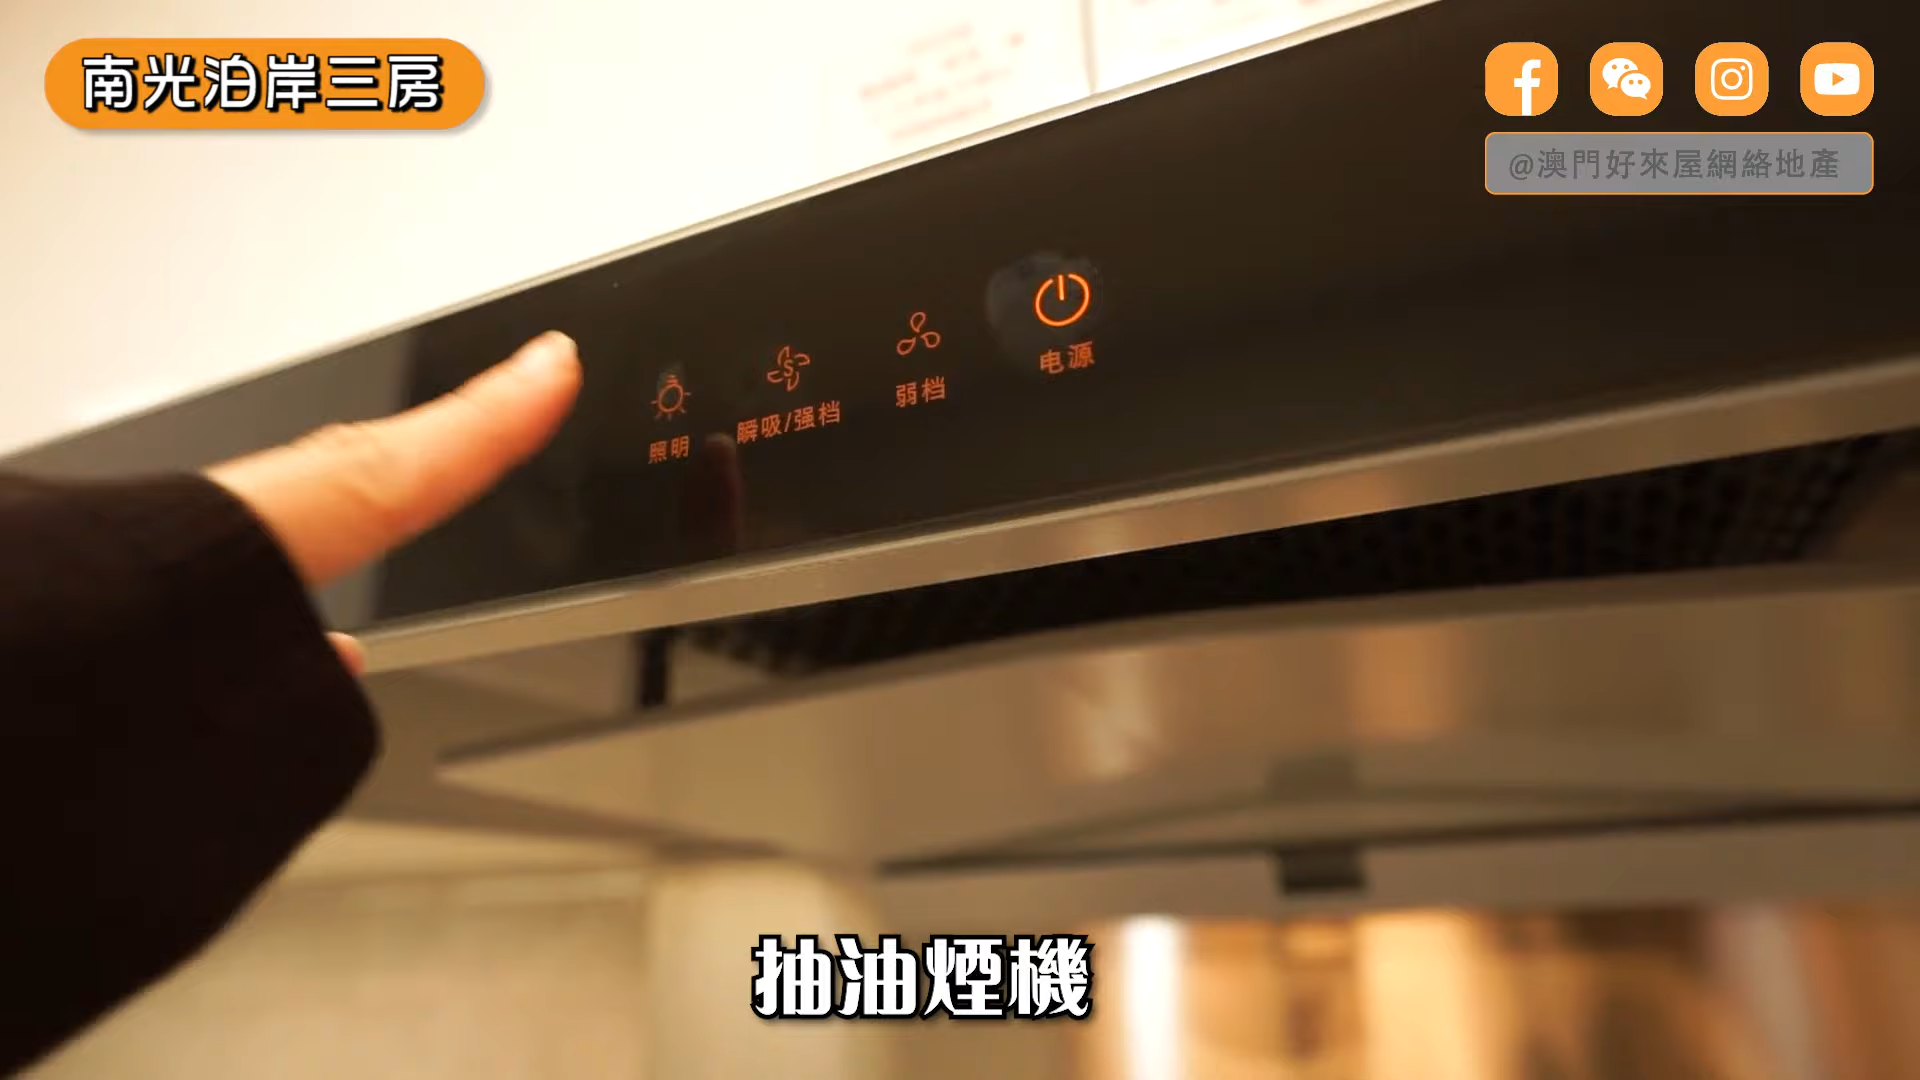 南光泊岸三房
@澳門好來屋網絡地產
照明
瞬吸/强档
弱档
电源
抽油煙機